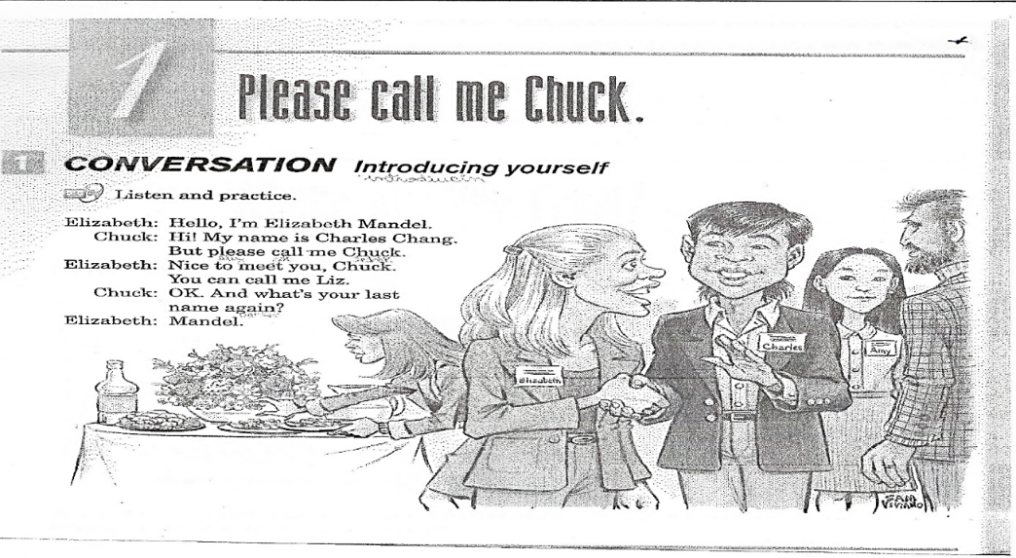 1
Please call me Chuck.
1 CONVERSATION Introducing yourself
Listen and practice.
Elizabeth: Hello, I'm Elizabeth Mandel.
Chuck: Hi! My name is Charles Chang.
But please call me Chuck.
Elizabeth: Nice to meet you, Chuck.
You can call me Liz.
Chuck: OK. And what's your last
name again?
Elizabeth: Mandel.
Elizabeth
Charles
Amy
SAM
VIVIANO